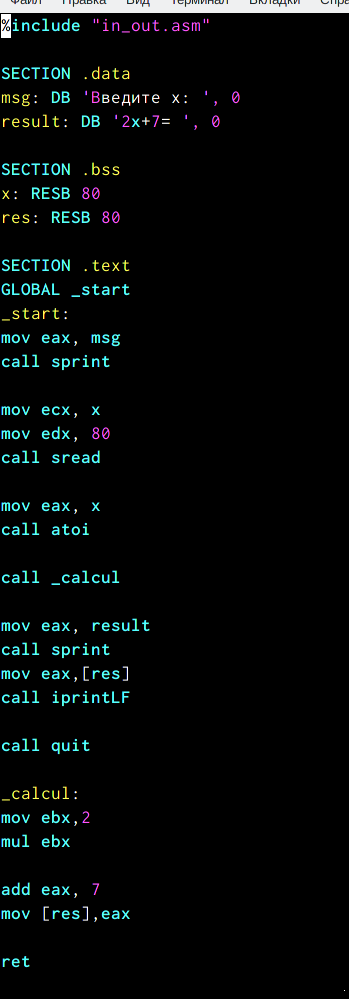 Файл Правка Вид Терминал Вкладки Справ
%include "in_out.asm"
SECTION .data
msg: DB 'Введите x: ', 0
result: DB '2x+7= ', 0
SECTION .bss
x: RESB 80
res: RESB 80
SECTION .text
GLOBAL _start
_start:
mov eax, msg
call sprint
mov ecx, x
mov edx, 80
call sread
mov eax, x
call atoi
call _calcul
mov eax, result
call sprint
mov eax,[res]
call iprintLF
call quit
_calcul:
mov ebx,2
mul ebx
add eax, 7
mov [res],eax
ret